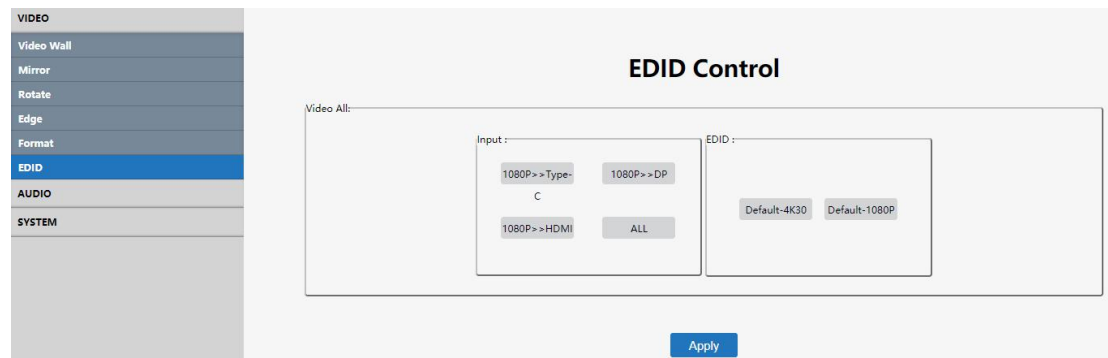 VIDEO
Video Wall
Mirror
Rotate
Edge
Format
EDID
AUDIO
SYSTEM
EDID Control
Video All:
Input :
1080P>>Type-
C
1080P>>DP
1080P>>HDMI
ALL
EDID :
Default-4K30
Default-1080P
Apply